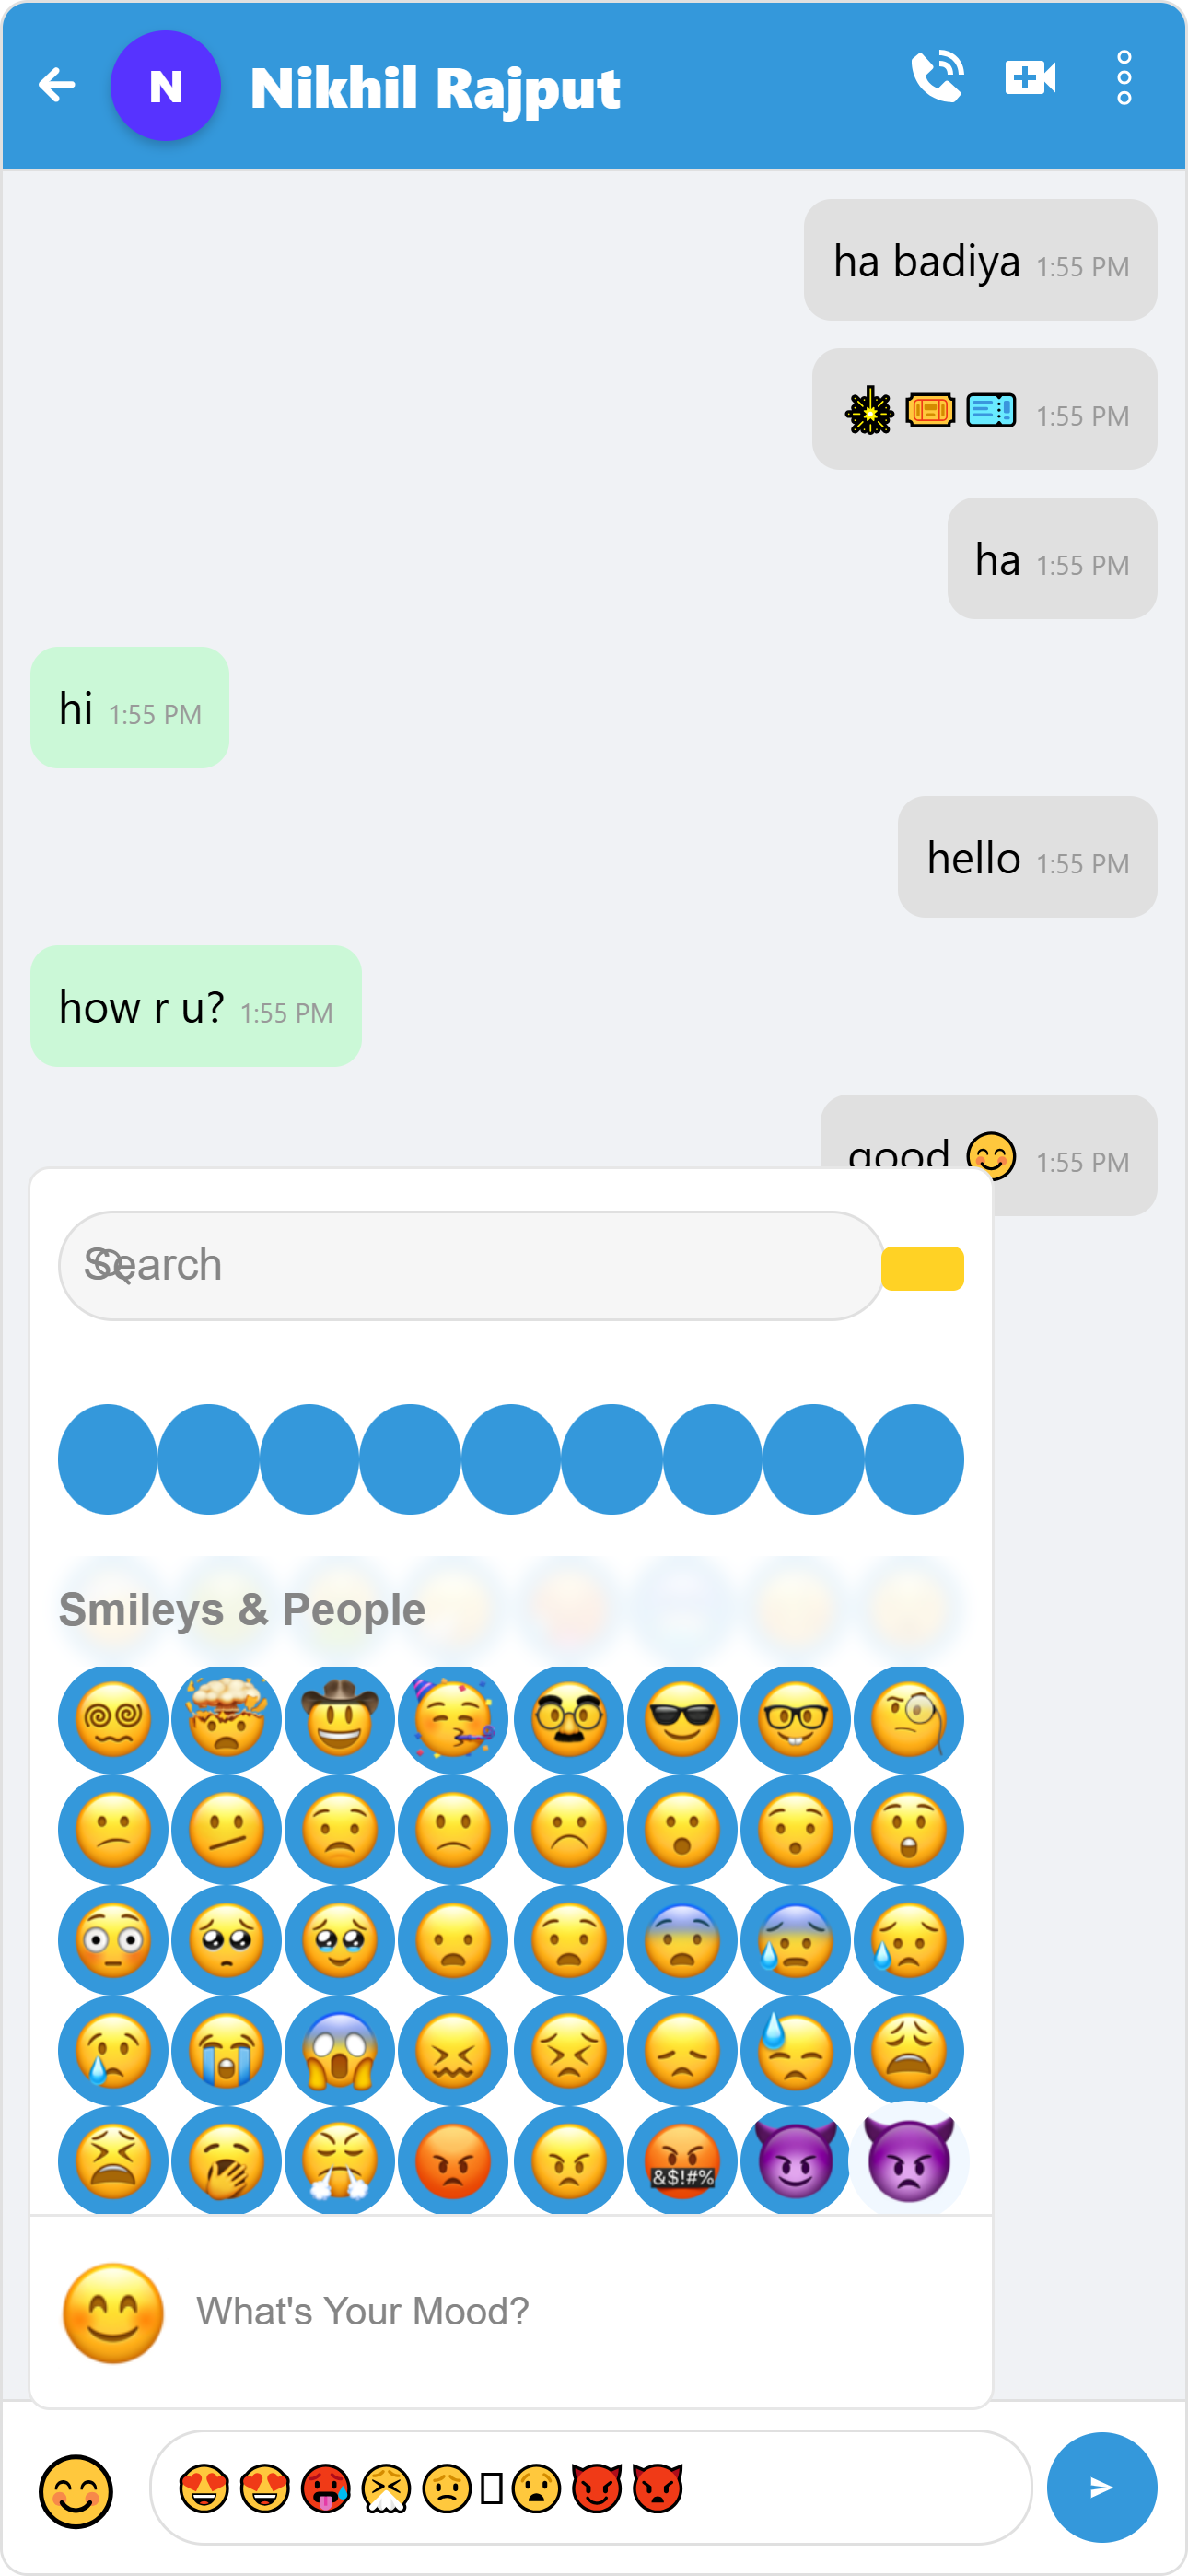 N
Nikhil Rajput
ha badiya 1:55 PM
🎇🎟️🎫 1:55 PM
ha 1:55 PM
hi 1:55 PM
hello 1:55 PM
how r u? 1:55 PM
good 😊 1:55 PM
Search
Smileys & People
&$!#%
What's Your Mood?